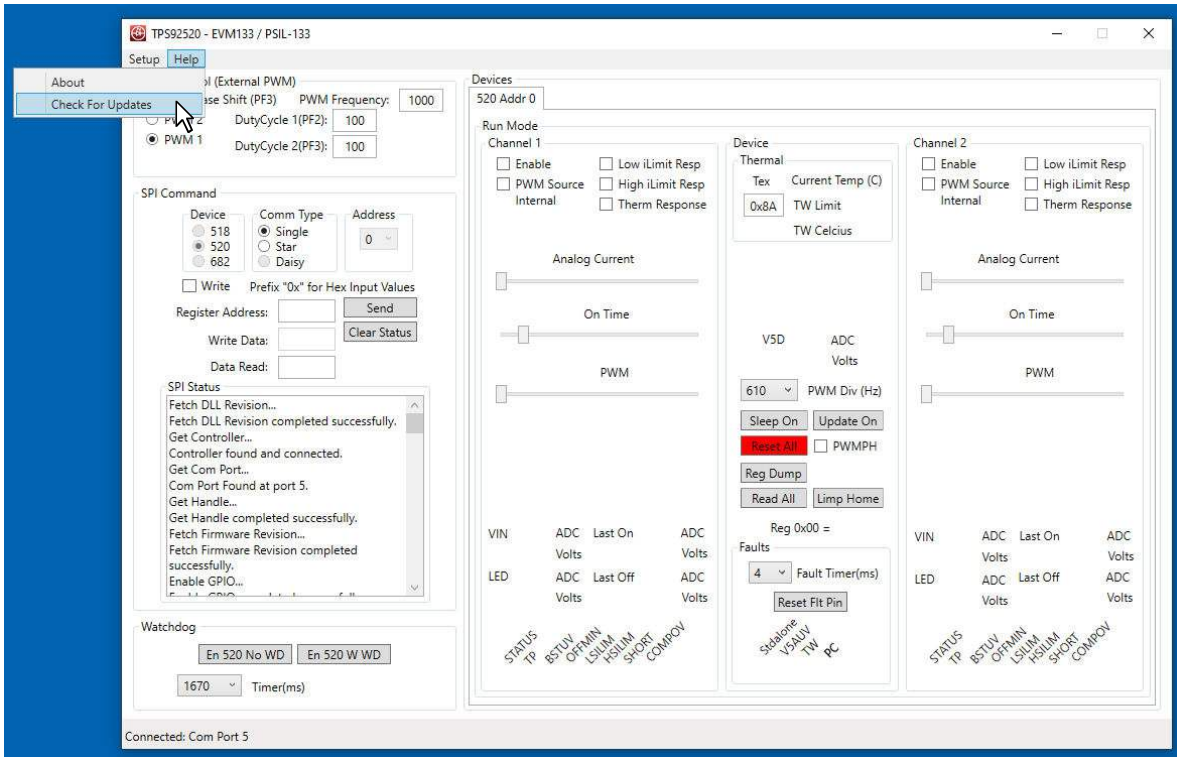 TPS92520 - EVM133 / PSIL-133
Setup Help
About
Check For Updates
ol (External PWM)
ase Shift (PF3) PWM Frequency: 1000
PWM 2 DutyCycle 1(PF2): 100
PWM 1 DutyCycle 2(PF3): 100
SPI Command
Device Comm Type Address
518 Single
520 Star 0
682 Daisy
Write Prefix "0x" for Hex Input Values
Register Address: Send
Write Data: Clear Status
Data Read:
SPI Status
Fetch DLL Revision...
Fetch DLL Revision completed successfully.
Get Controller...
Controller found and connected.
Get Com Port...
Com Port Found at port 5.
Get Handle...
Get Handle completed successfully.
Fetch Firmware Revision...
Fetch Firmware Revision completed
successfully.
Enable GPIO...
Watchdog
En 520 No WD En 520 W WD
1670 Timer(ms)
Devices
520 Addr 0
Run Mode
Channel 1
Enable Low iLimit Resp
PWM Source High iLimit Resp
Internal Therm Response
Analog Current
On Time
PWM
VIN ADC Last On ADC
Volts Volts
LED ADC Last Off ADC
Volts Volts
STATUS TP BSTUV OFFMIN LSILIM HSILIM SHORT COMPOV
Device
Thermal
Tex Current Temp (C)
0x8A TW Limit
TW Celcius
V5D ADC
Volts
610 PWM Div (Hz)
Sleep On Update On
Reset All PWMPH
Reg Dump
Read All Limp Home
Reg 0x00 =
Faults
4 Fault Timer(ms)
Reset Flt Pin
Stdalone V5AUV TW PC
Channel 2
Enable Low iLimit Resp
PWM Source High iLimit Resp
Internal Therm Response
Analog Current
On Time
PWM
VIN ADC Last On ADC
Volts Volts
LED ADC Last Off ADC
Volts Volts
STATUS TP BSTUV OFFMIN LSILIM HSILIM SHORT COMPOV
Connected: Com Port 5